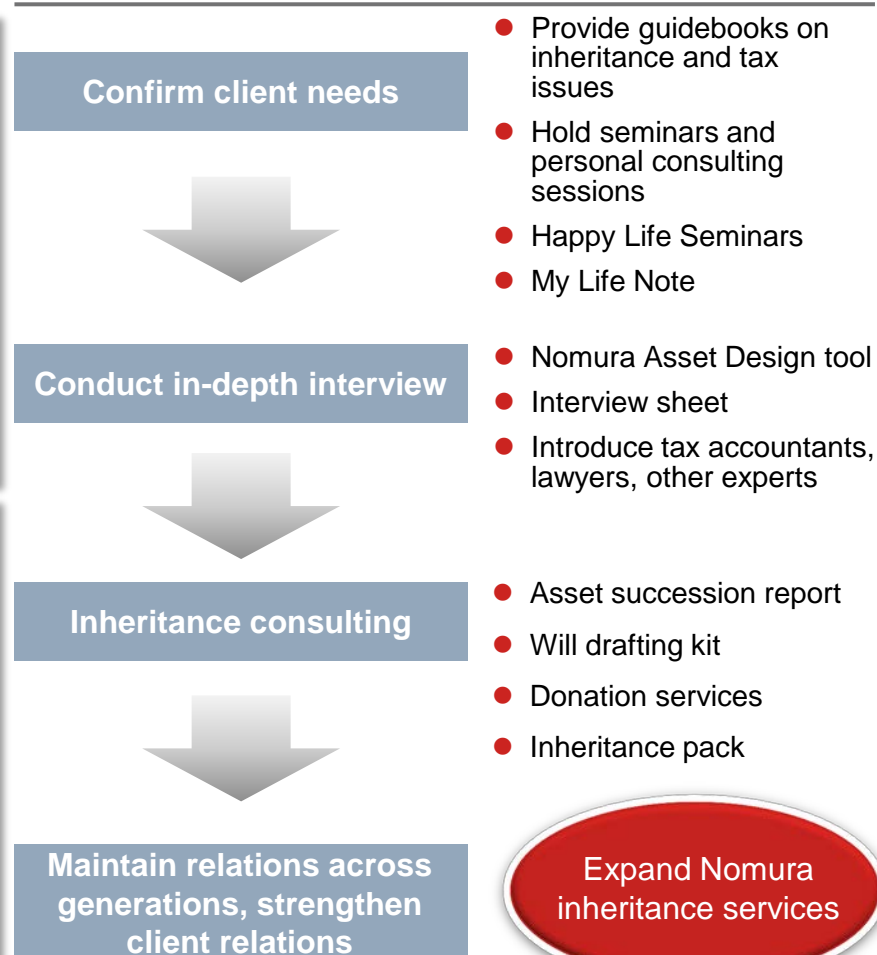 Confirm client needs
● Provide guidebooks on
inheritance and tax
issues
● Hold seminars and
personal consulting
sessions
● Happy Life Seminars
● My Life Note
Conduct in-depth interview
● Nomura Asset Design tool
● Interview sheet
● Introduce tax accountants,
lawyers, other experts
Inheritance consulting
● Asset succession report
● Will drafting kit
● Donation services
● Inheritance pack
Maintain relations across
generations, strengthen
client relations
Expand Nomura
inheritance services